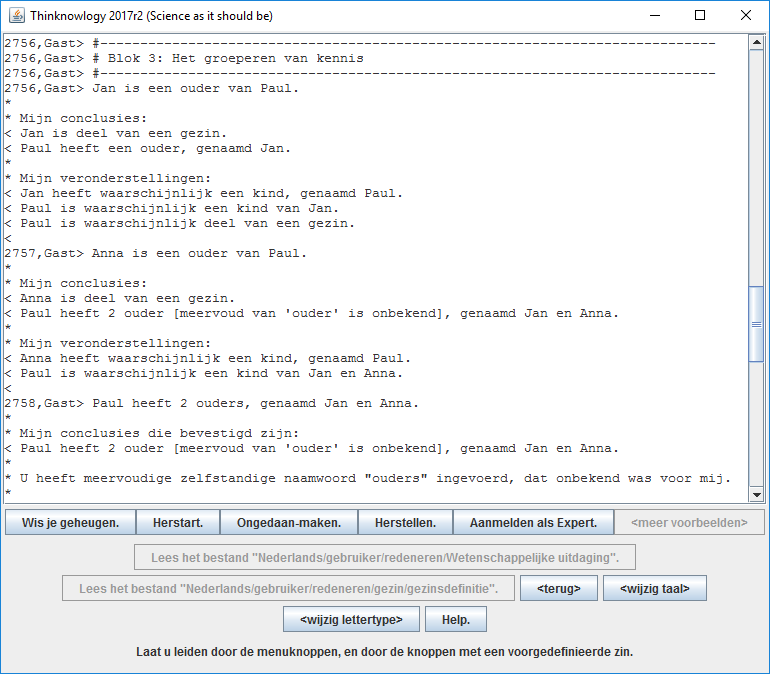 Thinknowlogy 2017r2 (Science as it should be)
2756,Gast> #------------------------------------------------------------------------------
2756,Gast> # Blok 3: Het groeperen van kennis
2756,Gast> #------------------------------------------------------------------------------
2756,Gast> Jan is een ouder van Paul.
*
* Mijn conclusies:
< Jan is deel van een gezin.
< Paul heeft een ouder, genaamd Jan.
*
* Mijn veronderstellingen:
< Jan heeft waarschijnlijk een kind, genaamd Paul.
< Paul is waarschijnlijk een kind van Jan.
< Paul is waarschijnlijk deel van een gezin.
<
2757,Gast> Anna is een ouder van Paul.
*
* Mijn conclusies:
< Anna is deel van een gezin.
< Paul heeft 2 ouder [meervoud van 'ouder' is onbekend], genaamd Jan en Anna.
*
* Mijn veronderstellingen:
< Anna heeft waarschijnlijk een kind, genaamd Paul.
< Paul is waarschijnlijk een kind van Jan en Anna.
<
2758,Gast> Paul heeft 2 ouders, genaamd Jan en Anna.
*
* Mijn conclusies die bevestigd zijn:
< Paul heeft 2 ouder [meervoud van 'ouder' is onbekend], genaamd Jan en Anna.
*
* U heeft meervoudige zelfstandige naamwoord "ouders" ingevoerd, dat onbekend was voor mij.
*
Wis je geheugen. Herstart. Ongedaan-maken. Herstellen. Aanmelden als Expert. <meer voorbeelden>
Lees het bestand "Nederlands/gebruiker/redeneren/Wetenschappelijke uitdaging".
Lees het bestand "Nederlands/gebruiker/redeneren/gezin/gezinsdefinitie". <terug> <wijzig taal>
<wijzig lettertype> Help.
Laat u leiden door de menuknoppen, en door de knoppen met een voorgedefinieerde zin.